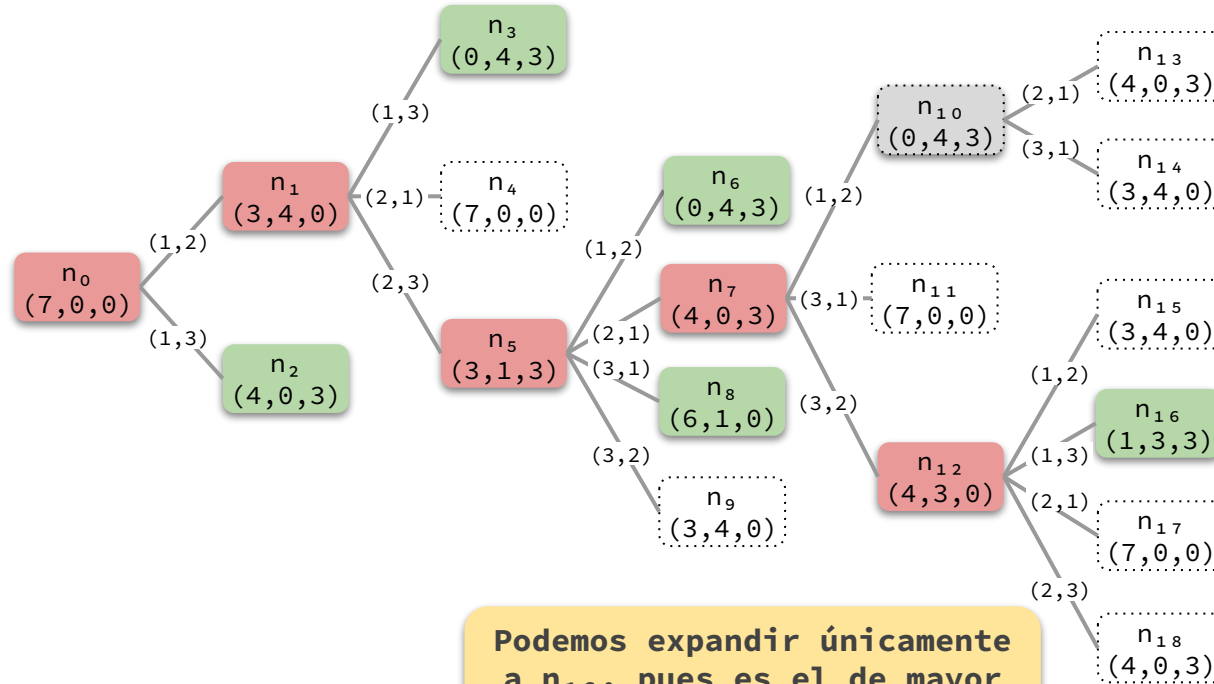 n₀
(7,0,0)
(1,2)
(1,3)
n₁
(3,4,0)
n₂
(4,0,3)
(1,3)
(2,1)
(2,3)
n₃
(0,4,3)
n₄
(7,0,0)
n₅
(3,1,3)
(1,2)
(2,1)
(3,1)
(3,2)
n₆
(0,4,3)
n₇
(4,0,3)
n₈
(6,1,0)
n₉
(3,4,0)
(1,2)
(3,1)
(3,2)
n₁₀
(0,4,3)
n₁₁
(7,0,0)
n₁₂
(4,3,0)
(2,1)
(3,1)
(1,2)
(1,3)
(2,1)
(2,3)
n₁₃
(4,0,3)
n₁₄
(3,4,0)
n₁₅
(3,4,0)
n₁₆
(1,3,3)
n₁₇
(7,0,0)
n₁₈
(4,0,3)
Podemos expandir únicamente
a pues es el de mayor